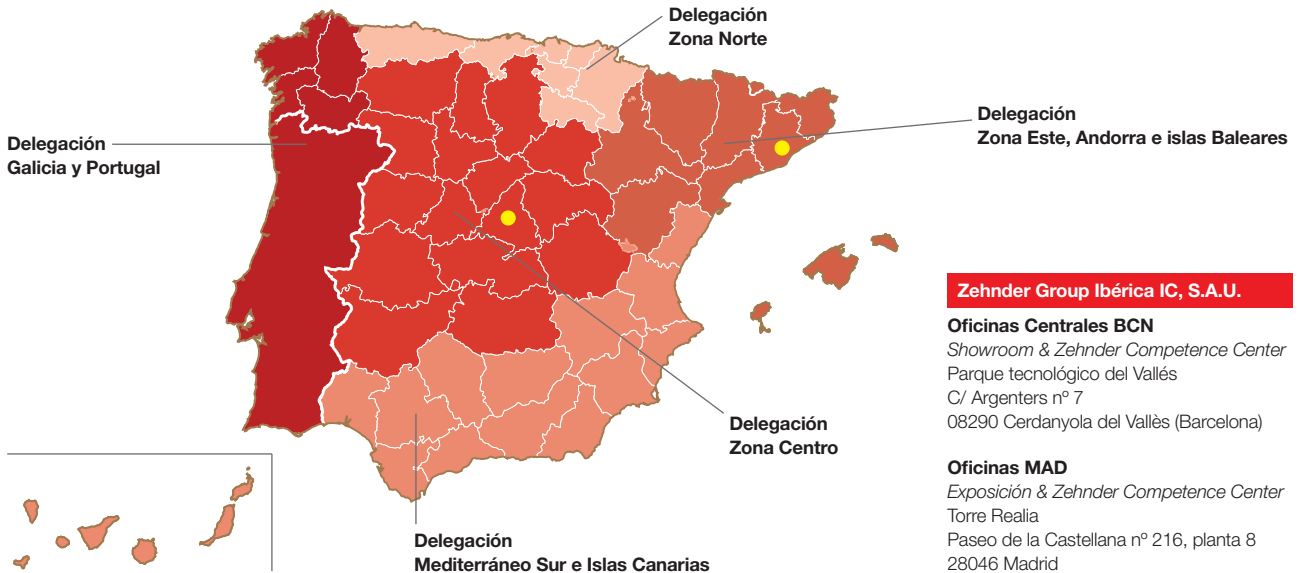 Delegación
Zona Norte
Delegación
Zona Este, Andorra e islas Baleares
Delegación
Galicia y Portugal
Delegación
Zona Centro
Delegación
Mediterráneo Sur e Islas Canarias
Zehnder Group Ibérica IC, S.A.U.
Oficinas Centrales BCN
Showroom & Zehnder Competence Center
Parque tecnológico del Vallés
C/ Argenters nº 7
08290 Cerdanyola del Vallès (Barcelona)
Oficinas MAD
Exposición & Zehnder Competence Center
Torre Realia
Paseo de la Castellana nº 216, planta 8
28046 Madrid